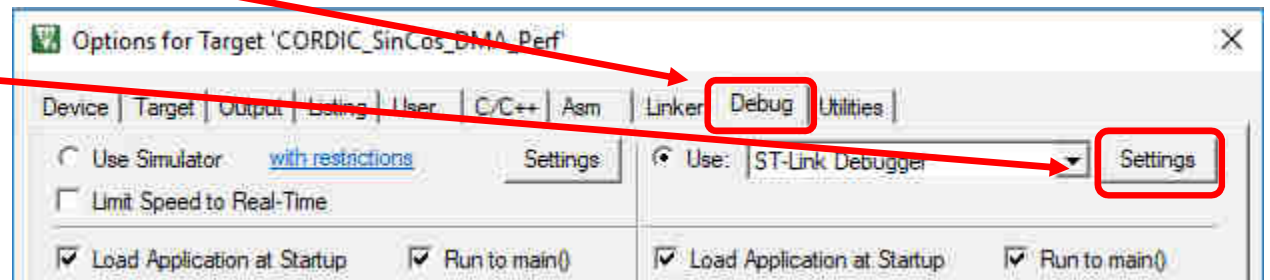 Options for Target 'CORDIC_SinCos_DMA_Perf'
Device Target Output Listing User C/C++ Asm Linker Debug Utilities
Use Simulator with restrictions Settings Use: ST-Link Debugger Settings
Limit Speed to Real-Time
Load Application at Startup Run to main() Load Application at Startup Run to main()